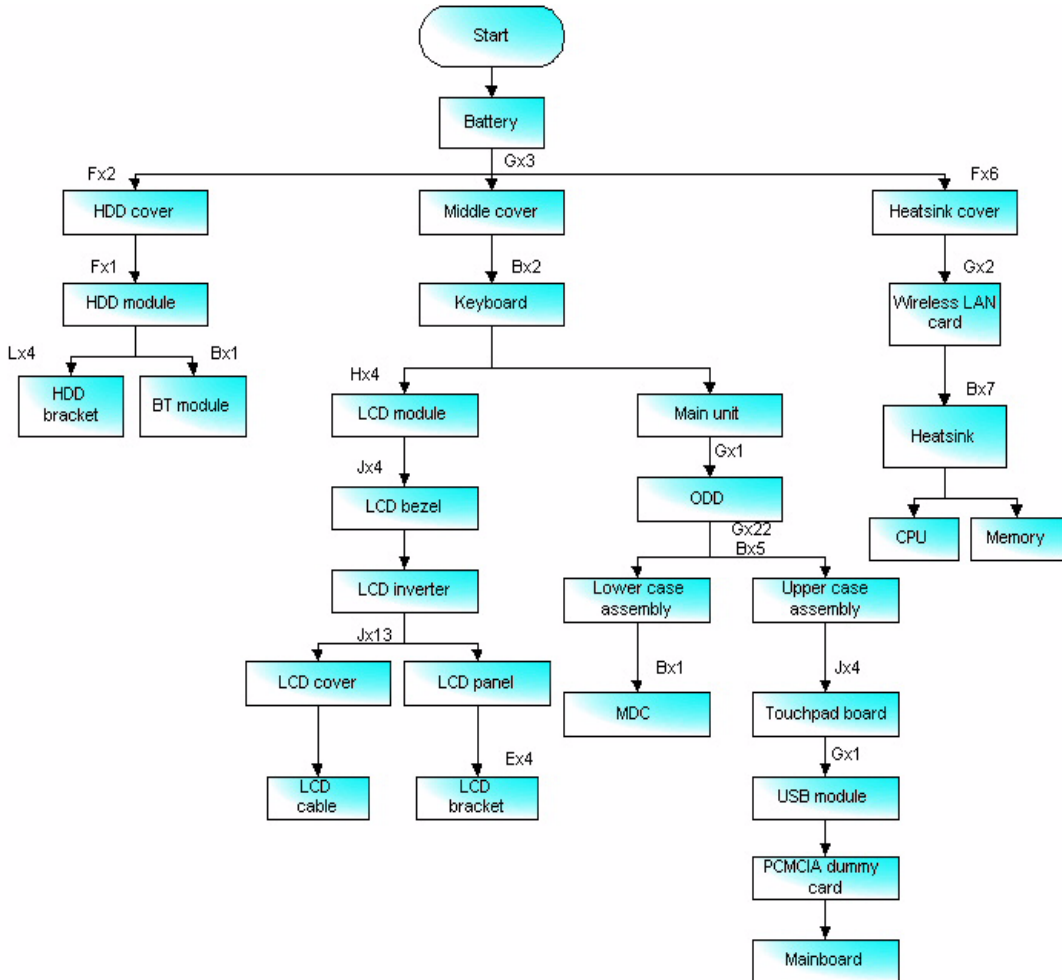 Start
Battery
Gx3
Fx2
Fx6
HDD cover
Middle cover
Heatsink cover
Fx1
Bx2
Gx2
HDD module
Keyboard
Wireless LAN
card
Lx4
Bx1
HDD
bracket
BT module
Hx4
Bx7
LCD module
Main unit
Heatsink
Jx4
Gx1
LCD bezel
ODD
Gx22
Bx5
CPU
Memory
LCD inverter
Lower case
assembly
Upper case
assembly
Jx13
LCD cover
LCD panel
Bx1
Jx4
MDC
Touchpad board
Ex4
Gx1
LCD
cable
LCD
bracket
USB module
PCMCIA dummy
card
Mainboard